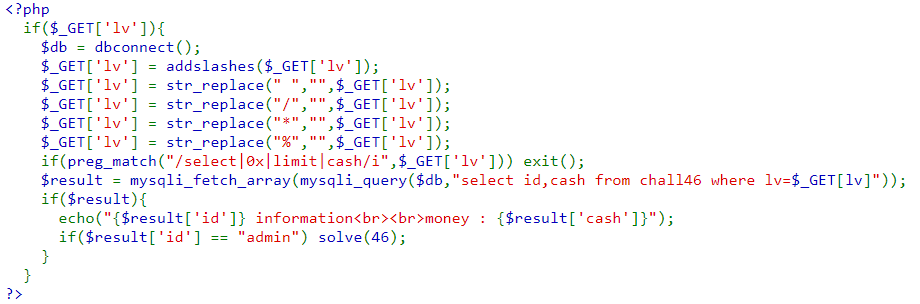 <?php
  if($_GET['lv']){
    $db = dbconnect();
    $_GET['lv'] = addslashes($_GET['lv']);
    $_GET['lv'] = str_replace(" ","",$_GET['lv']);
    $_GET['lv'] = str_replace("/","",$_GET['lv']);
    $_GET['lv'] = str_replace("*","",$_GET['lv']);
    $_GET['lv'] = str_replace("%","",$_GET['lv']);
    if(preg_match("/select|0x|limit|cash/i",$_GET['lv'])) exit();
    $result = mysqli_fetch_array(mysqli_query($db,"select id,cash from chall46 where lv=$_GET[lv]"));
    if($result){
      echo("{$result['id']} information<br><br>money : {$result['cash']}");
      if($result['id'] == "admin") solve(46);
    }
  }
?>